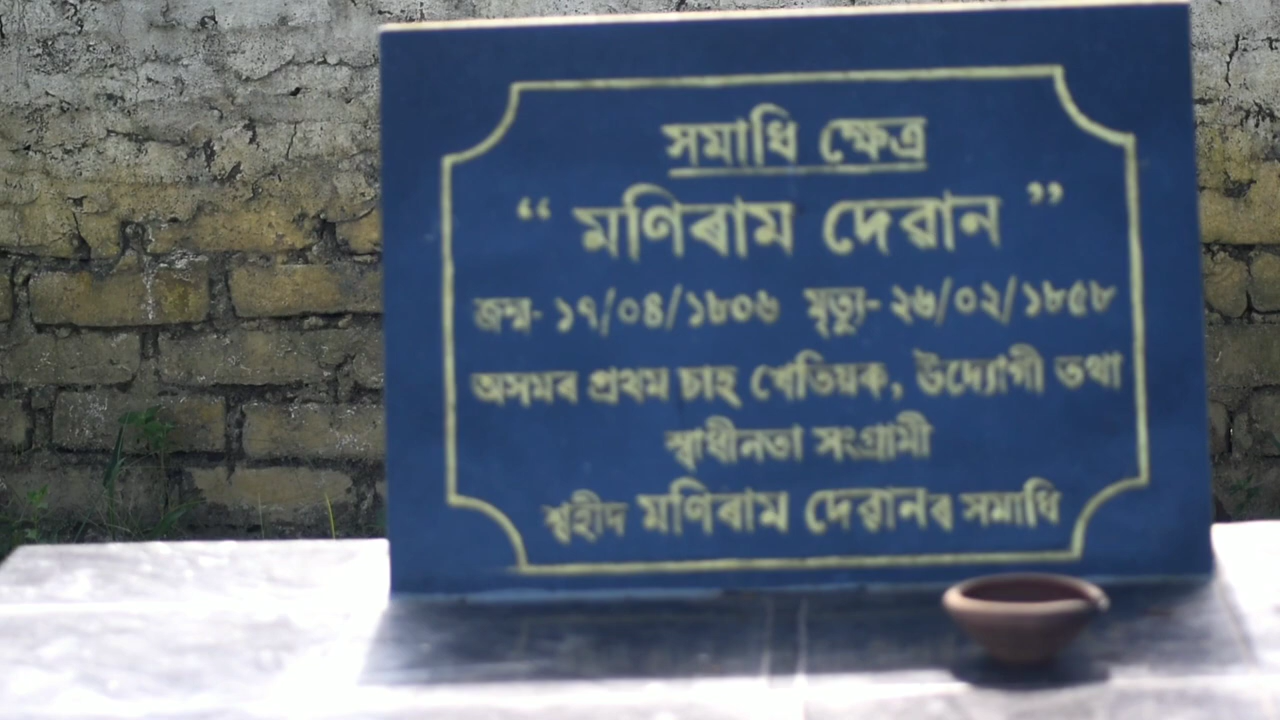 সমাধি ক্ষেত্ৰ
“ মণিৰাম দেৱান ”
জন্ম- ১৭/০৪/১৮০৬ মৃত্যু- ২৬/০২/১৮৫৮
অসমৰ প্ৰথম চাহ খেতিয়ক, উদ্যোগী তথা
স্বাধীনতা সংগ্ৰামী
শ্বহীদ মণিৰাম দেৱানৰ সমাধি